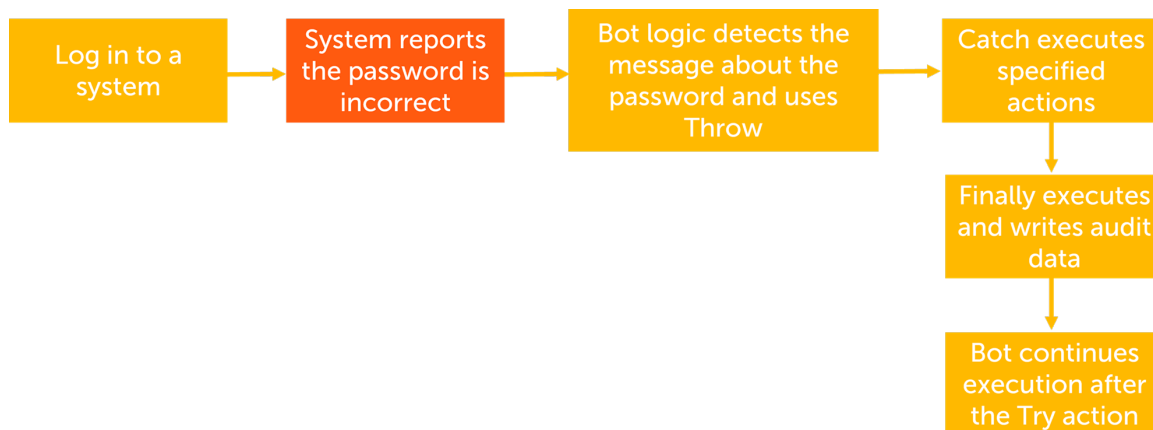 Log in to a
system
System reports
the password is
incorrect
Bot logic detects the
message about the
password and uses
Throw
Catch executes
specified
actions
Finally executes
and writes audit
data
Bot continues
execution after
the Try action